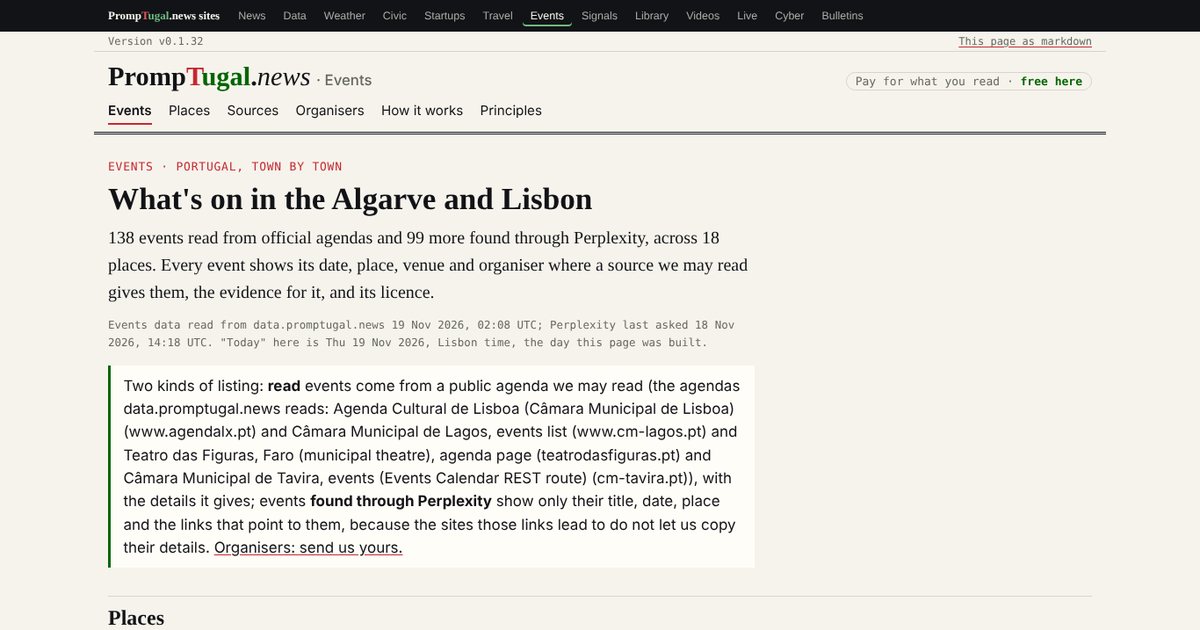 PrompTugal.news sites News Data Weather Civic Startups Travel Events Signals Library Videos Live Cyber Bulletins
Version v0.1.32 This page as markdown
PrompTugal.news · Events
Pay for what you read · free here
Events Places Sources Organisers How it works Principles
EVENTS · PORTUGAL, TOWN BY TOWN
What's on in the Algarve and Lisbon
138 events read from official agendas and 99 more found through Perplexity, across 18
places. Every event shows its date, place, venue and organiser where a source we may read
gives them, the evidence for it, and its licence.
Events data read from data.promptugal.news 19 Nov 2026, 02:08 UTC; Perplexity last asked 18 Nov
2026, 14:18 UTC. "Today" here is Thu 19 Nov 2026, Lisbon time, the day this page was built.
Two kinds of listing: read events come from a public agenda we may read (the agendas
data.promptugal.news reads: Agenda Cultural de Lisboa (Câmara Municipal de Lisboa)
(www.agendalx.pt) and Câmara Municipal de Lagos, events list (www.cm-lagos.pt) and
Teatro das Figuras, Faro (municipal theatre), agenda page (teatrodasfiguras.pt) and
Câmara Municipal de Tavira, events (Events Calendar REST route) (cm-tavira.pt)), with
the details it gives; events found through Perplexity show only their title, date, place
and the links that point to them, because the sites those links lead to do not let us copy
their details. Organisers: send us yours.
Places